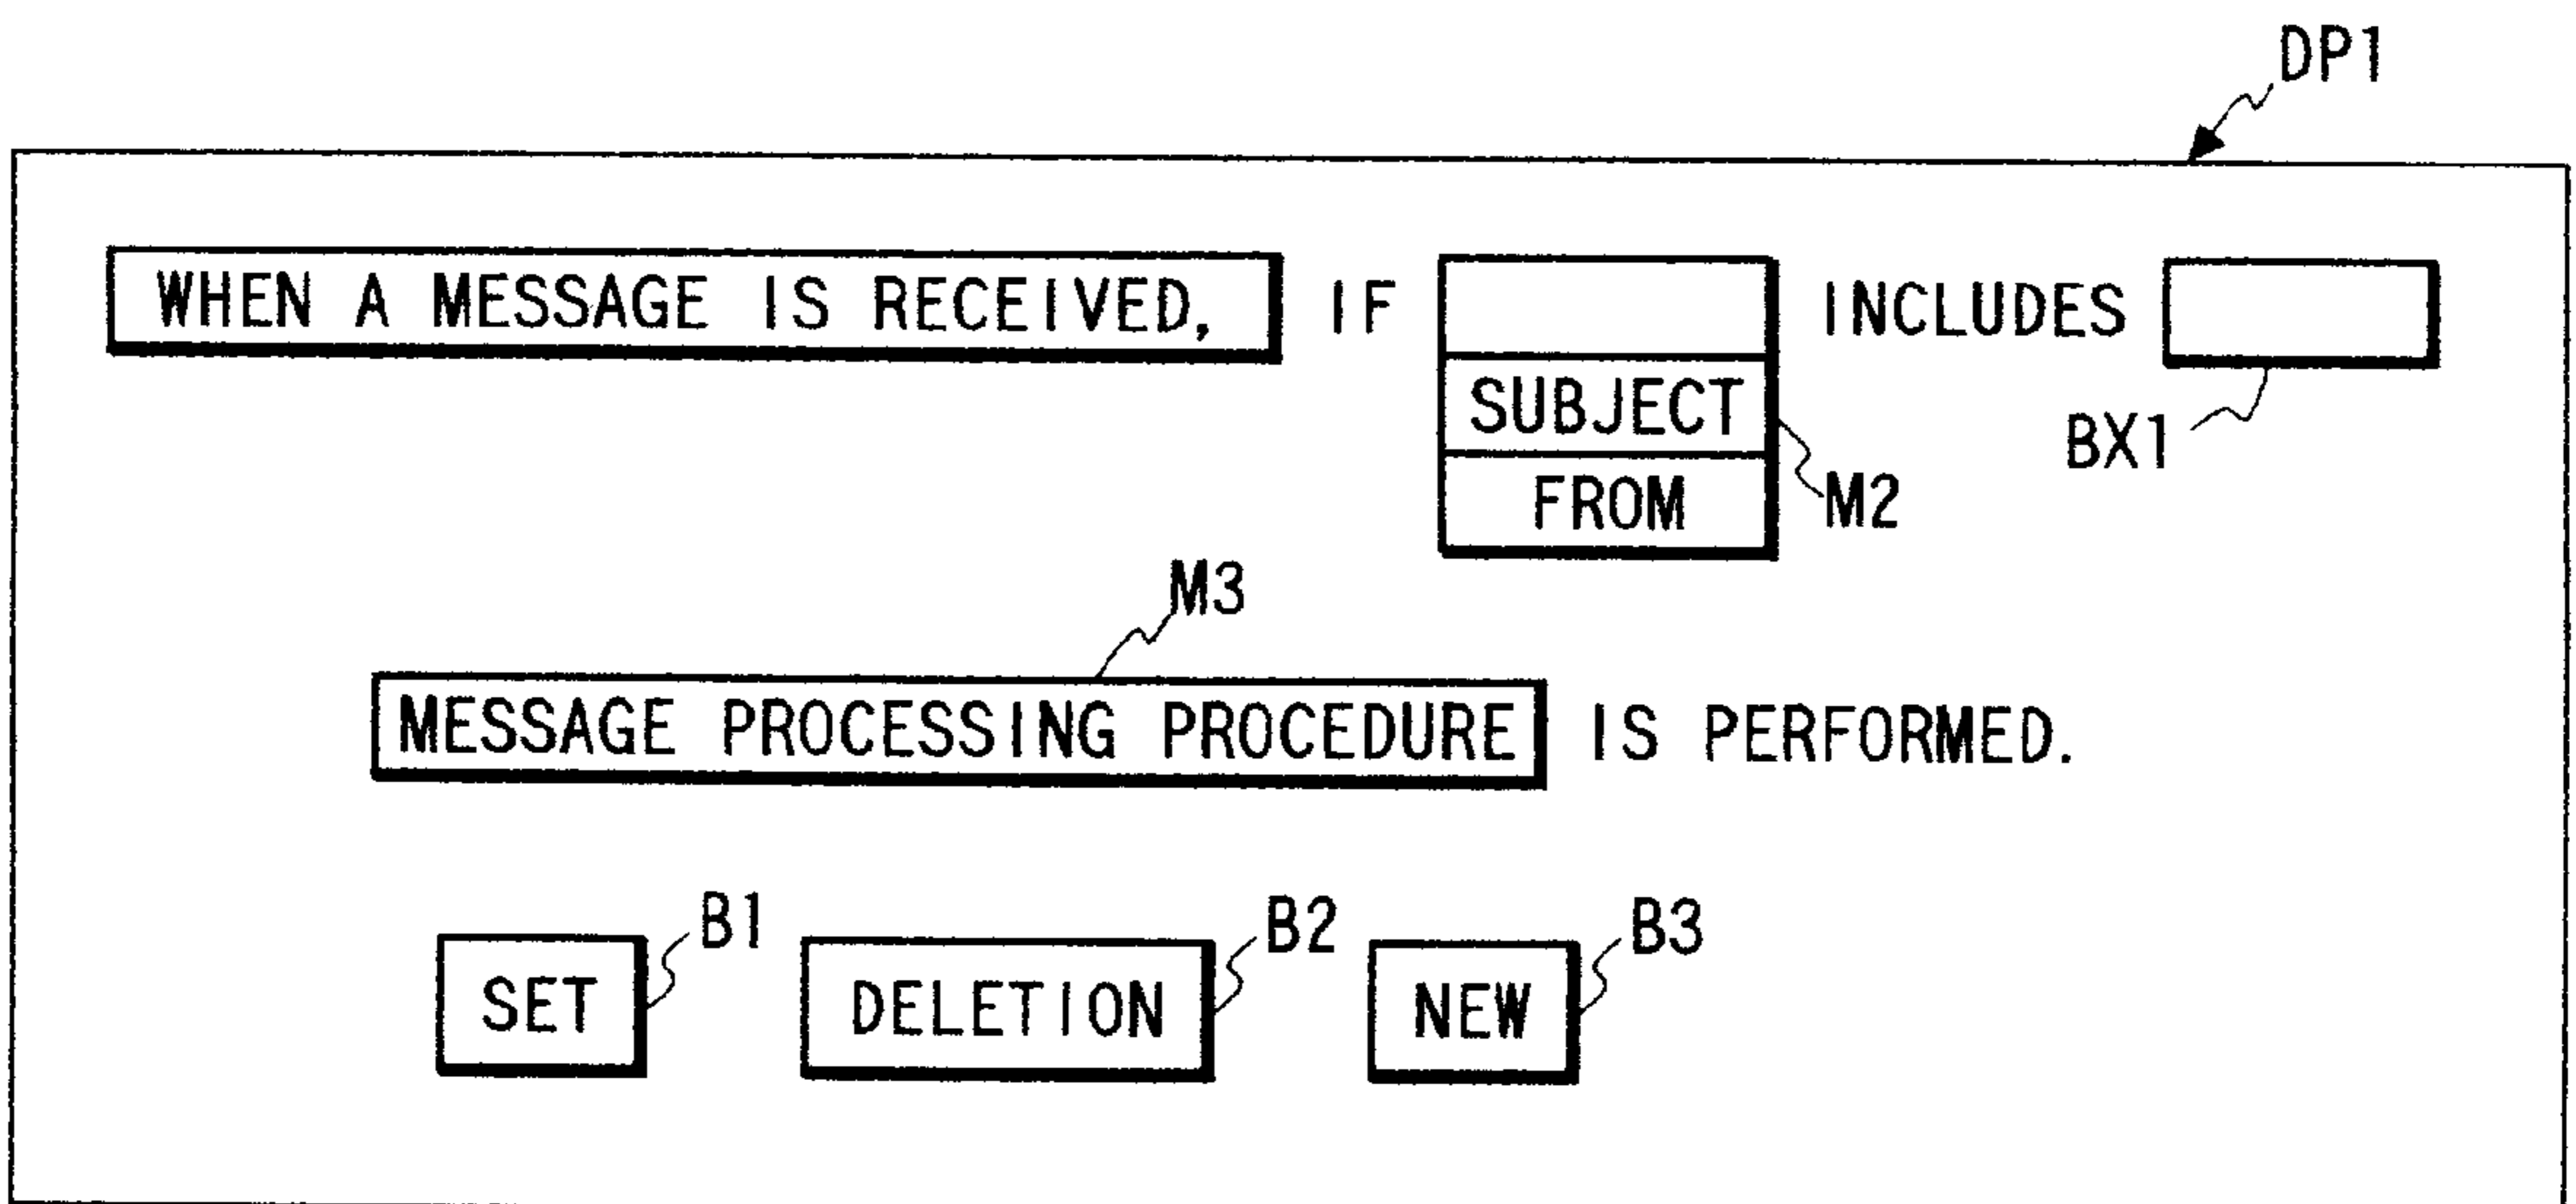 DP1
WHEN A MESSAGE IS RECEIVED, IF INCLUDES
SUBJECT
BX1
FROM
M2
M3
MESSAGE PROCESSING PROCEDURE IS PERFORMED.
B1 B2 B3
SET DELETION NEW